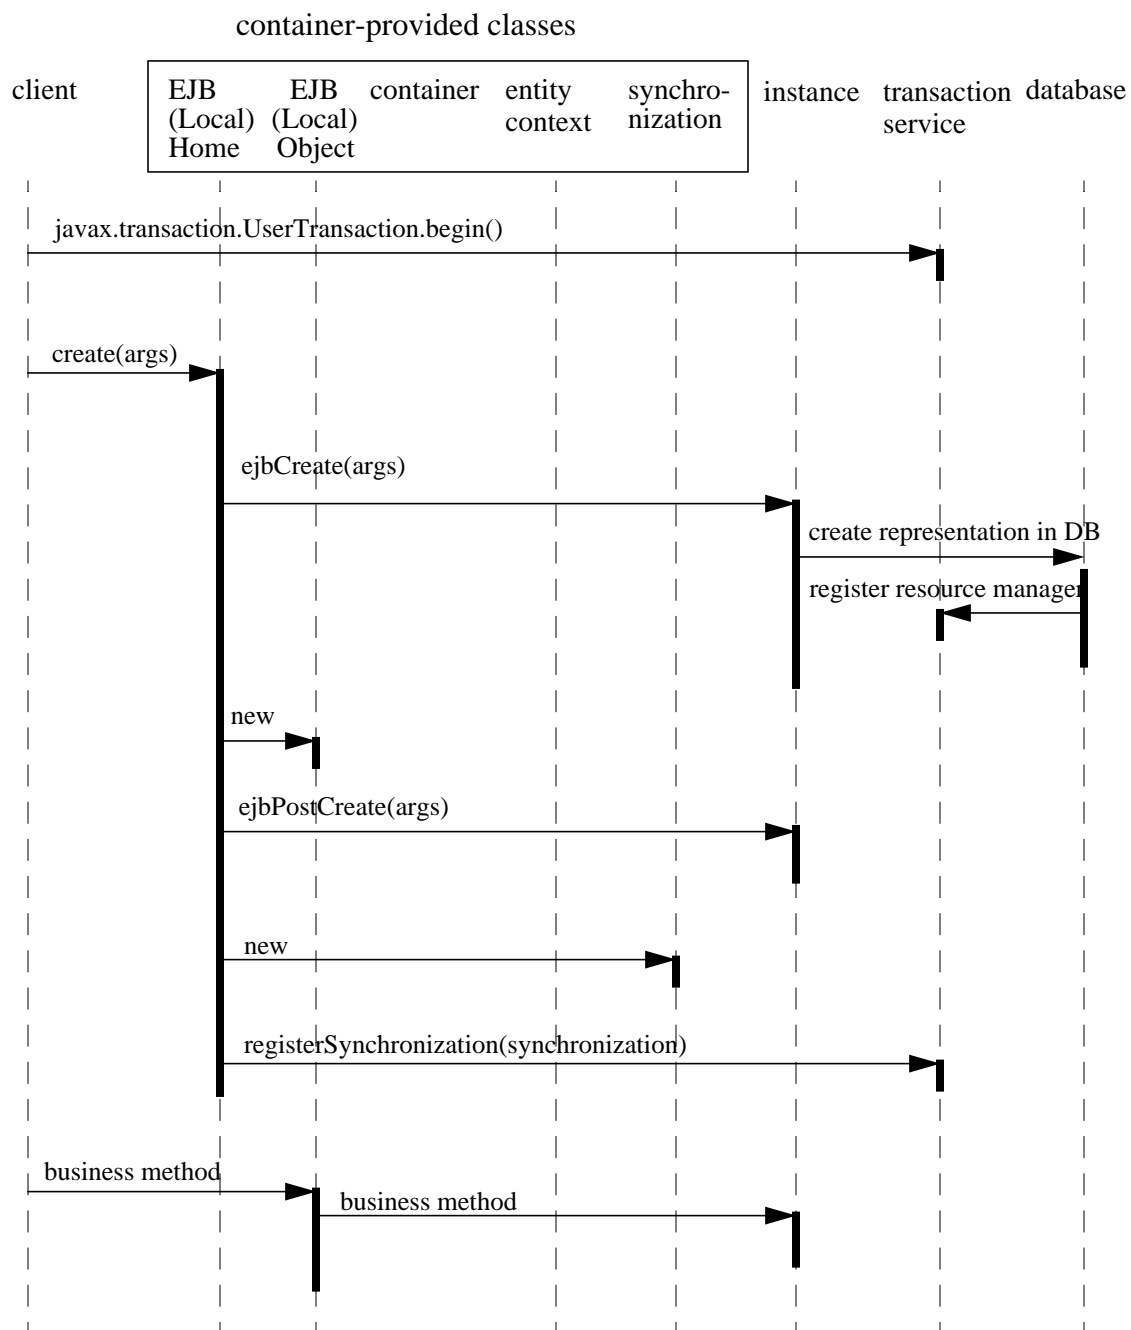 container-provided classes
client
EJB
(Local)
Home
EJB
(Local)
Object
container
entity
context
synchro-
nization
instance
transaction
service
database
javax.transaction.UserTransaction.begin()
create(args)
ejbCreate(args)
create representation in DB
register resource manager
new
ejbPostCreate(args)
new
registerSynchronization(synchronization)
business method
business method